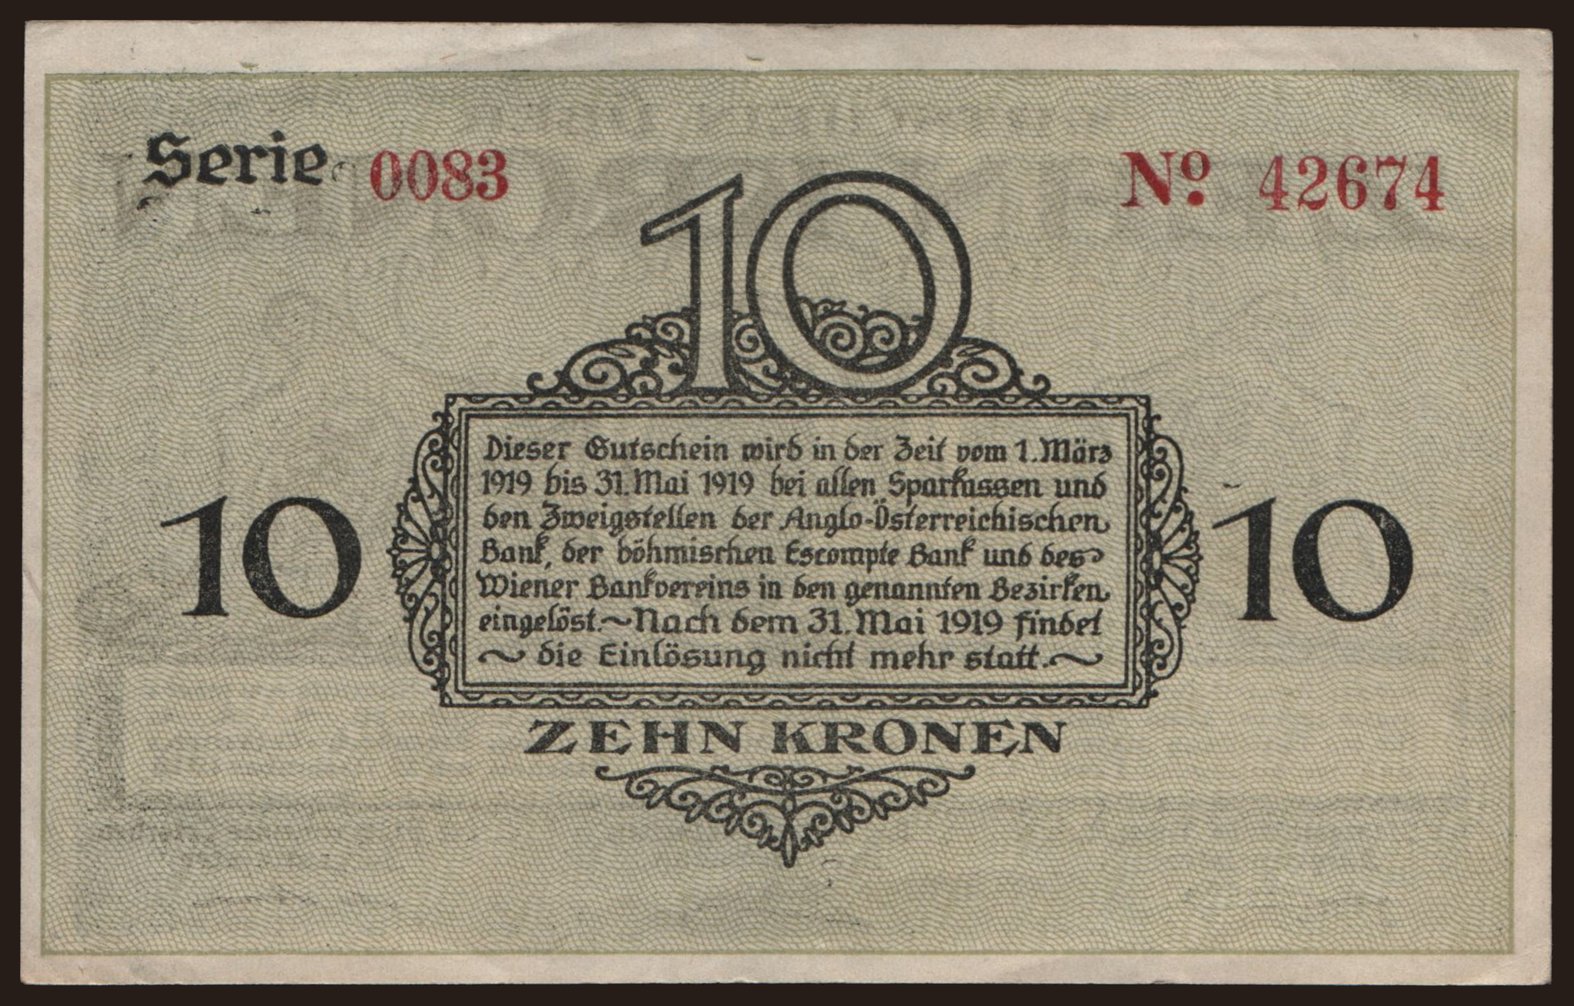 Serie 0083 Nº 42674
10
Dieser Gutschein wird in der Zeit vom 1. März
1919 bis 31. Mai 1919 bei allen Sparkassen und
den Zweigstellen der Anglo-Österreichischen
Bank, der böhmischen Escompte Bank und des
Wiener Bankvereins in den genannten Bezirken
eingelöst.~Nach dem 31. Mai 1919 findet
~ die Einlösung nicht mehr statt.~
10 10
ZEHN KRONEN